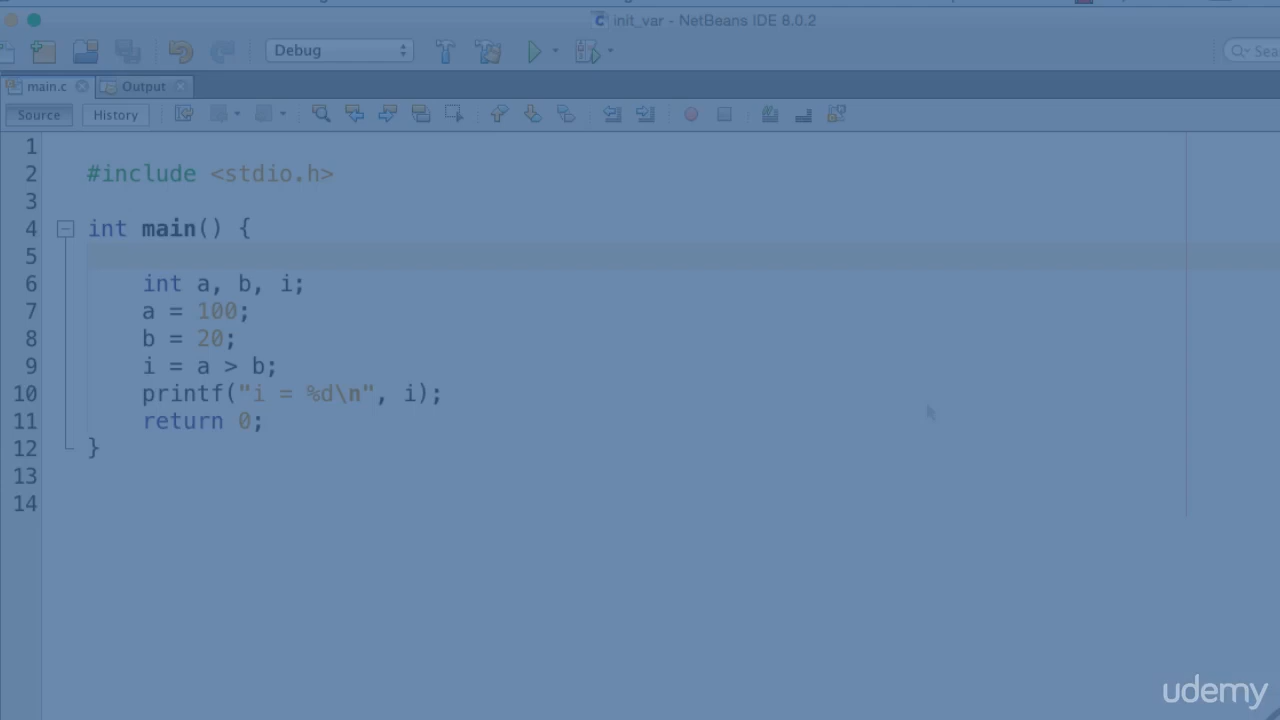 init_var - NetBeans IDE 8.0.2
Debug
Sea
main.c
Output
Source
History
1
2 #include <stdio.h>
3
4 int main() {
5
6 int a, b, i;
7 a = 100;
8 b = 20;
9 i = a > b;
10 printf("i = %d\n", i);
11 return 0;
12 }
13
14
udemy